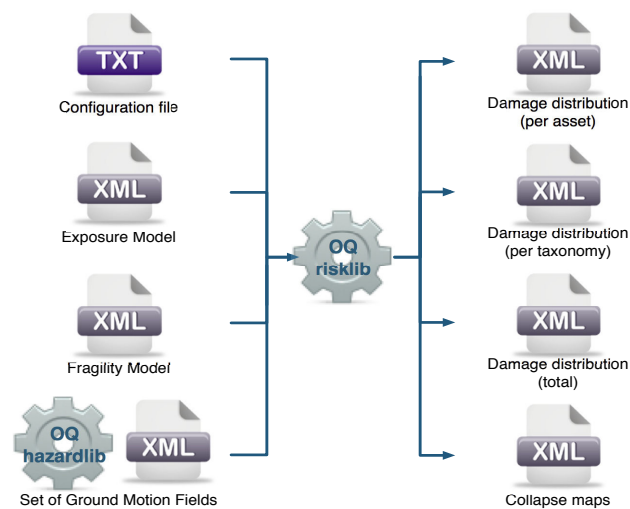 TXT
Configuration file
XML
Exposure Model
XML
Fragility Model
OQ
hazardlib
XML
Set of Ground Motion Fields
OQ
risklib
XML
Damage distribution
(per asset)
XML
Damage distribution
(per taxonomy)
XML
Damage distribution
(total)
XML
Collapse maps